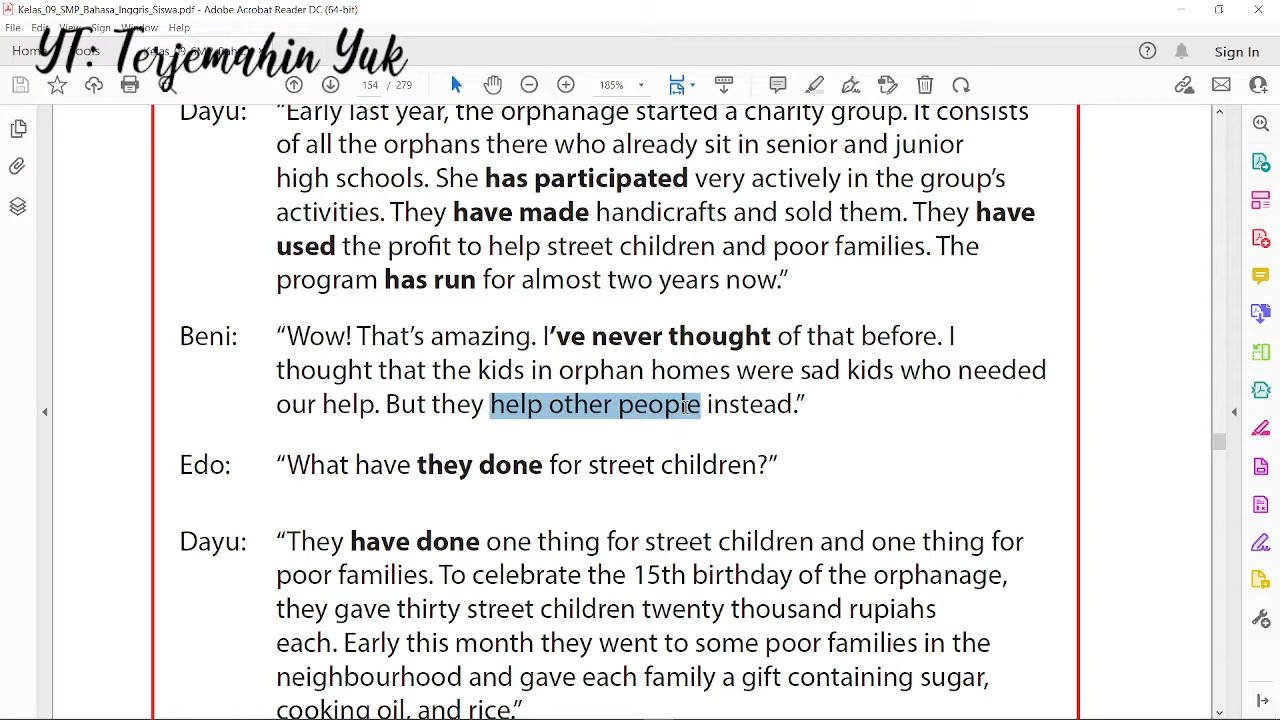 Kelas_09_SMP_Bahasa_Inggris_Siswa.pdf - Adobe Acrobat Reader DC (64-bit)
File Edit View Sign Window Help
YT: Terjemahin Yuk
Home Tools
Sign In
154 / 279
185%
Dayu: “Early last year, the orphanage started a charity group. It consists
of all the orphans there who already sit in senior and junior
high schools. She has participated very actively in the group’s
activities. They have made handicrafts and sold them. They have
used the profit to help street children and poor families. The
program has run for almost two years now.”
Beni: “Wow! That’s amazing. I’ve never thought of that before. I
thought that the kids in orphan homes were sad kids who needed
our help. But they help other people instead.”
Edo: “What have they done for street children?”
Dayu: “They have done one thing for street children and one thing for
poor families. To celebrate the 15th birthday of the orphanage,
they gave thirty street children twenty thousand rupiahs
each. Early this month they went to some poor families in the
neighbourhood and gave each family a gift containing sugar,
cooking oil, and rice.”